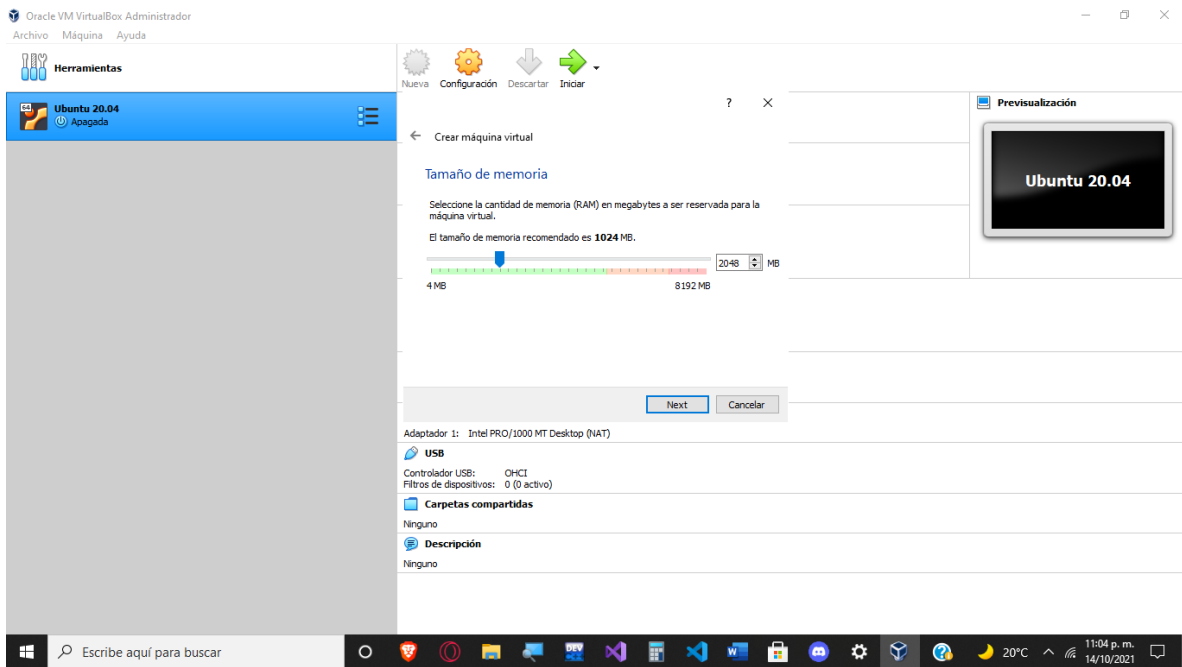 Oracle VM VirtualBox Administrador
Archivo Máquina Ayuda
Herramientas
Nueva Configuración Descartar Iniciar
64
Ubuntu 20.04
Apagada
? ×
Previsualización
Ubuntu 20.04
← Crear máquina virtual
Tamaño de memoria
Seleccione la cantidad de memoria (RAM) en megabytes a ser reservada para la
máquina virtual.
El tamaño de memoria recomendado es 1024 MB.
2048 MB
4 MB 8192 MB
Next Cancelar
Adaptador 1: Intel PRO/1000 MT Desktop (NAT)
USB
Controlador USB: OHCI
Filtros de dispositivos: 0 (0 activo)
Carpetas compartidas
Ninguno
Descripción
Ninguno
Escribe aquí para buscar
DEV
W
?
20°C
11:04 p. m.
14/10/2021